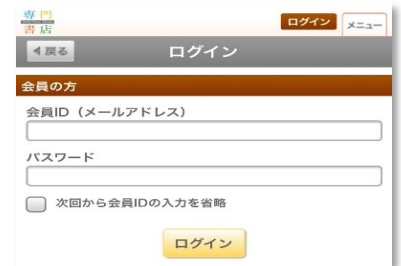 専門
書店
ログイン
メニュー
戻る
ログイン
会員の方
会員ID（メールアドレス）
パスワード
次回から会員IDの入力を省略
ログイン